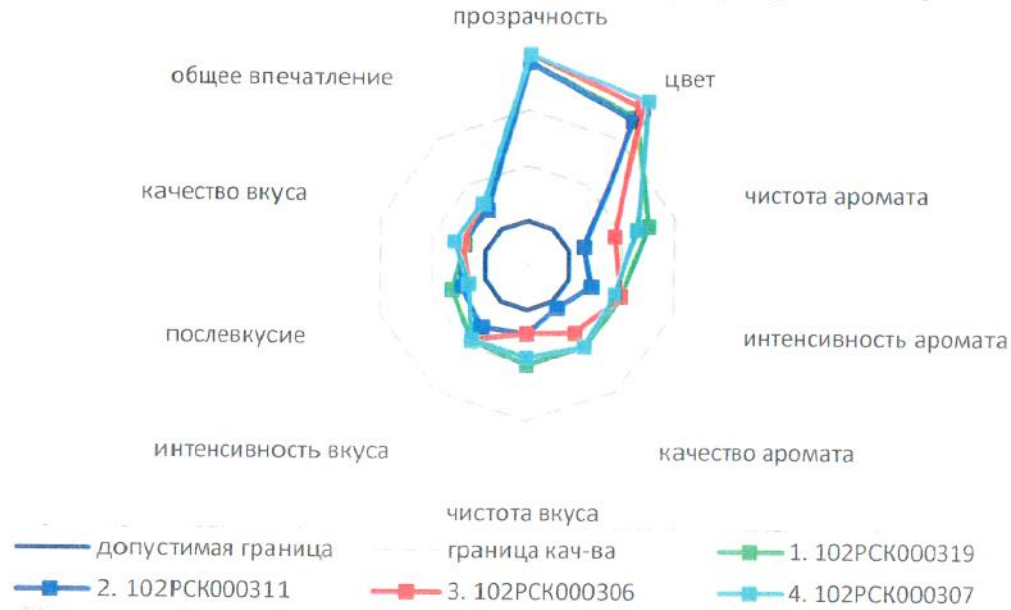 прозрачность
общее впечатление
цвет
качество вкуса
чистота аромата
послевкусие
интенсивность аромата
интенсивность вкуса
качество аромата
чистота вкуса
допустимая граница
граница кач-ва
1. 102РСК000319
2. 102РСК000311
3. 102РСК000306
4. 102РСК000307